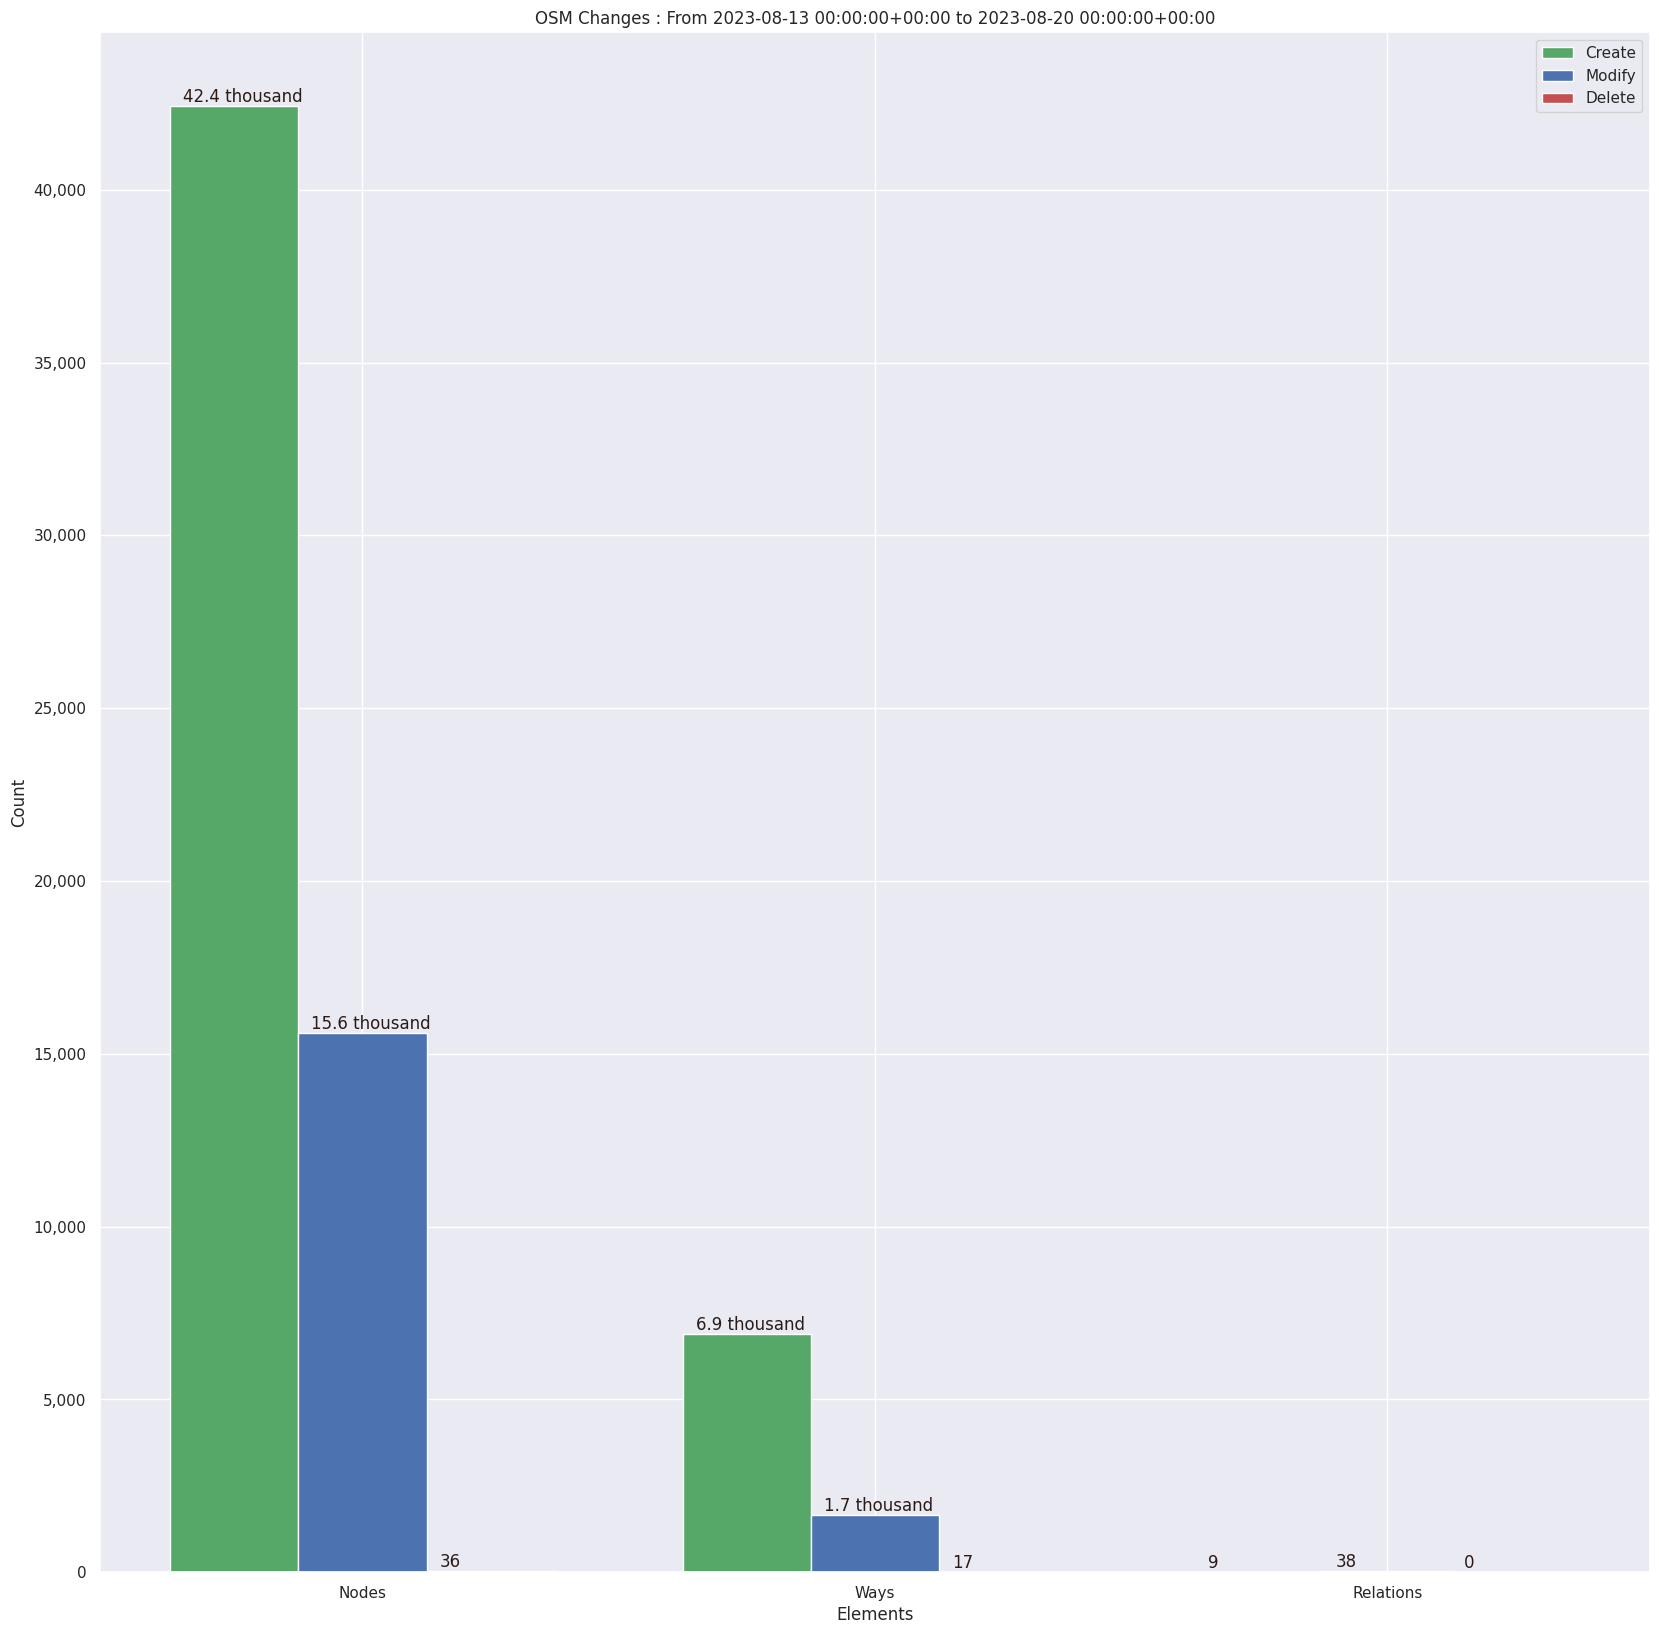 OSM Changes : From 2023-08-13 00:00:00+00:00 to 2023-08-20 00:00:00+00:00
Create
Modify
Delete
42.4 thousand
15.6 thousand
36
6.9 thousand
1.7 thousand
17
9
38
0
40,000
35,000
30,000
25,000
20,000
15,000
10,000
5,000
0
Count
Nodes
Ways
Relations
Elements